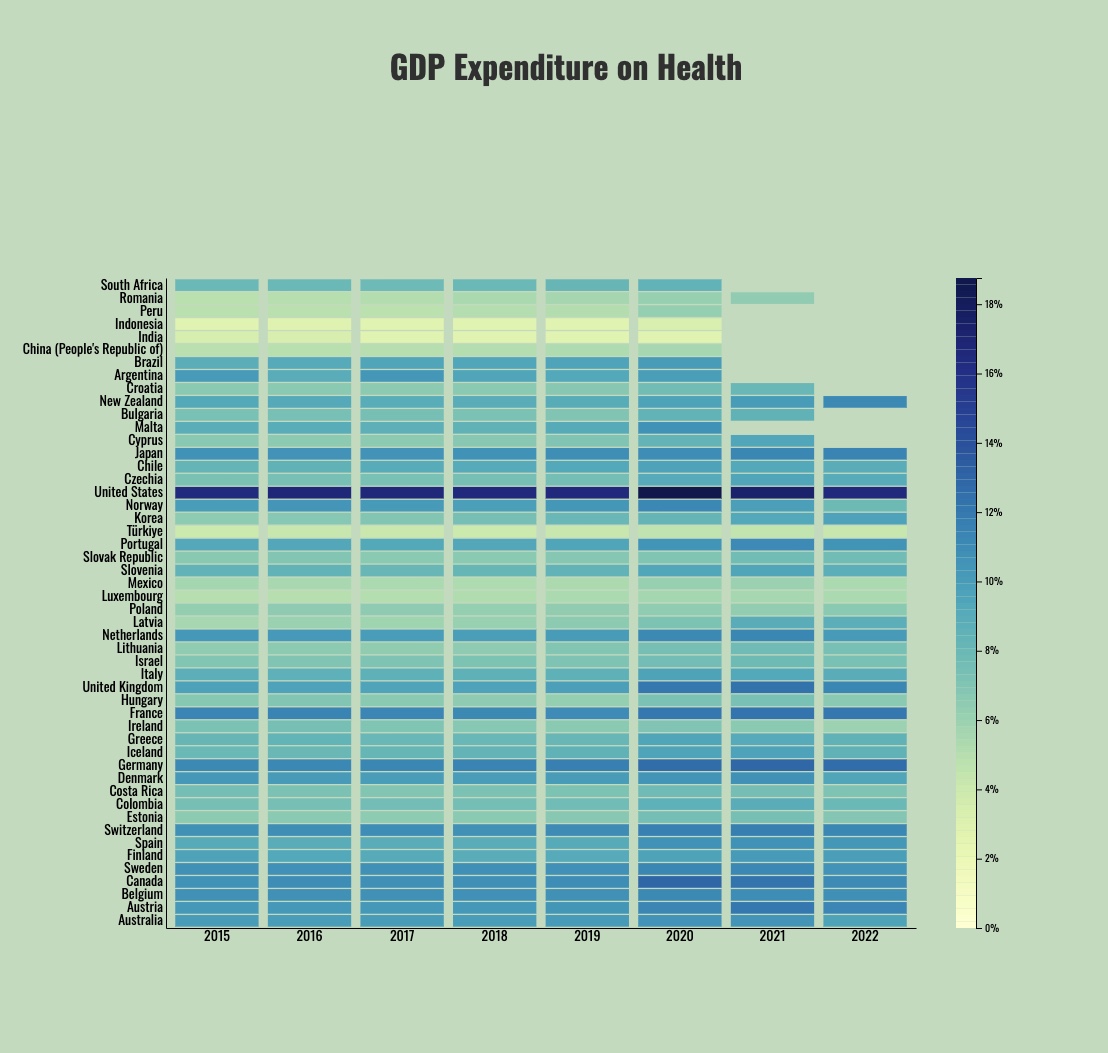 GDP Expenditure on Health
South Africa
Romania
Peru
Indonesia
India
China (People's Republic of)
Brazil
Argentina
Croatia
New Zealand
Bulgaria
Malta
Cyprus
Japan
Chile
Czechia
United States
Norway
Korea
Türkiye
Portugal
Slovak Republic
Slovenia
Mexico
Luxembourg
Poland
Latvia
Netherlands
Lithuania
Israel
Italy
United Kingdom
Hungary
France
Ireland
Greece
Iceland
Germany
Denmark
Costa Rica
Colombia
Estonia
Switzerland
Spain
Finland
Sweden
Canada
Belgium
Austria
Australia
2015 2016 2017 2018 2019 2020 2021 2022
18%
16%
14%
12%
10%
8%
6%
4%
2%
0%